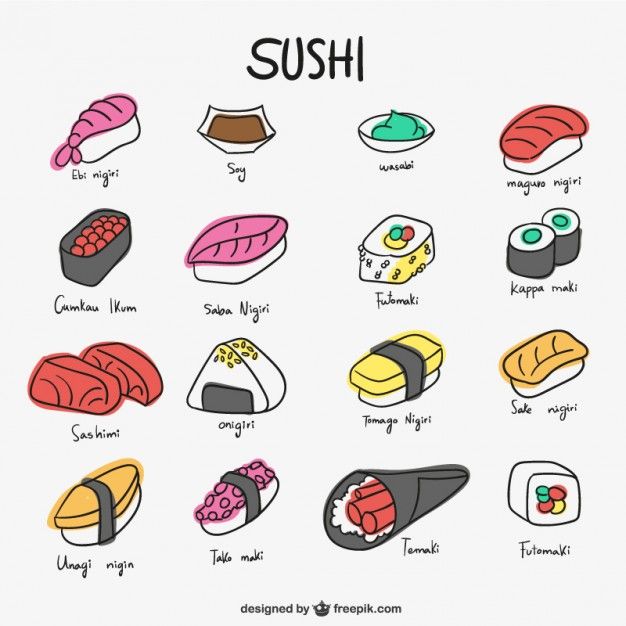 SUSHI
Ebi nigiri
Soy
wasabi
maguro nigiri
Gumkau Ikum
Saba Nigiri
Futomaki
Kappa maki
Sashimi
onigiri
Tomago Nigiri
Sake nigiri
Unagi nigin
Tako maki
Temaki
Futomaki
designed by freepik.com